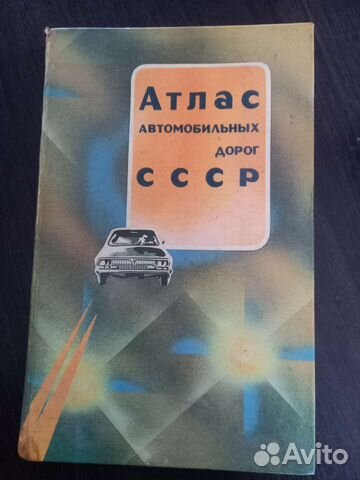 Атлас
автомобильных
дорог
СССР
Avito